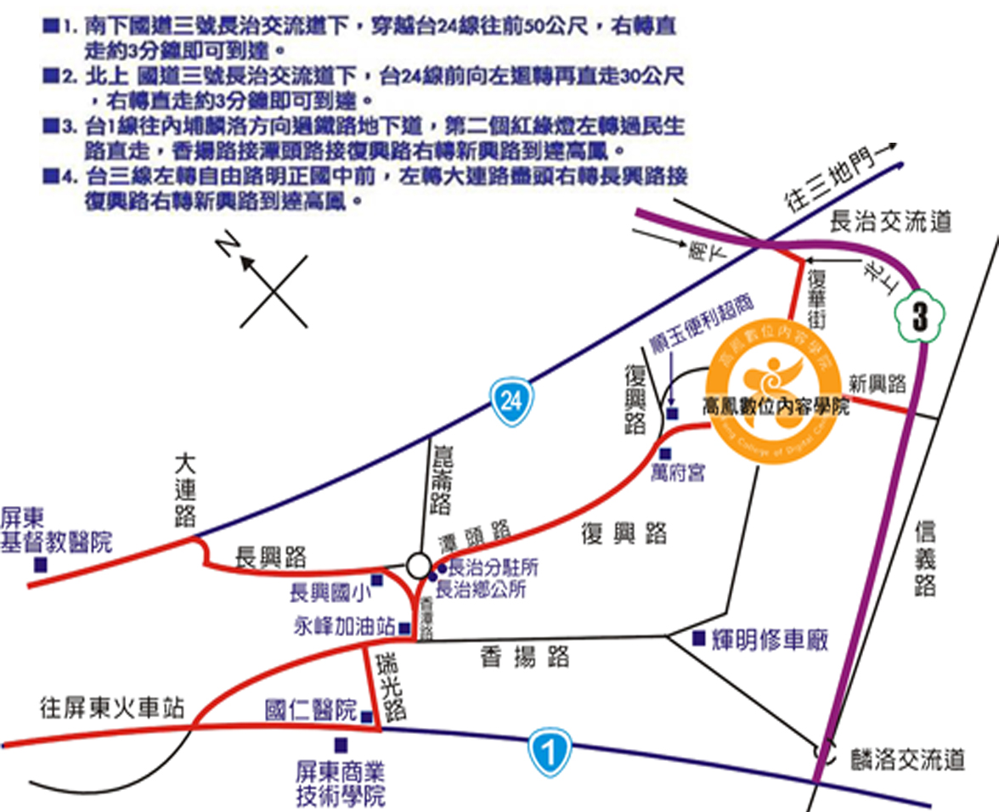 ■1. 南下國道三號長治交流道下，穿越台24線往前50公尺，右轉直
走約3分鐘即可到達。
■2. 北上 國道三號長治交流道下，台24線前向左迴轉再直走30公尺
，右轉直走約3分鐘即可到達。
■3. 台1線往內埔麟洛方向過鐵路地下道，第二個紅綠燈左轉過民生
路直走，香揚路接潭頭路接復興路右轉新興路到達高鳳。
■4. 台三線左轉自由路明正國中前，左轉大連路盡頭右轉長興路接
復興路右轉新興路到達高鳳。
往三地門
長治交流道
N
南下
北上
復華街
3
順玉便利超商
高鳳數位內容學院
復興路
新興路
24
高鳳數位內容學院
College of Digital
萬府宮
大連路
崑崙路
屏東
基督教醫院
潭頭路
復興路
信義路
長興路
長治分駐所
長治鄉公所
長興國小
香潭路
永峰加油站
輝明修車廠
香揚路
瑞光路
往屏東火車站
國仁醫院
1
麟洛交流道
屏東商業
技術學院